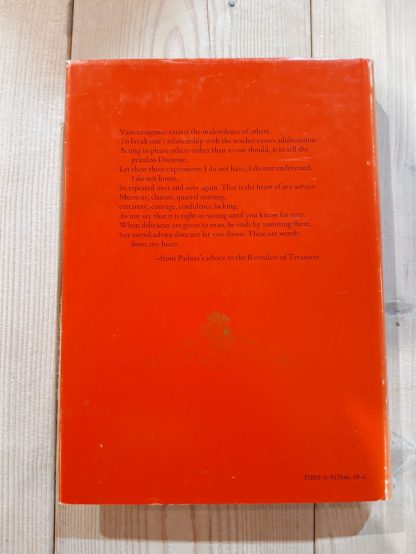 Vain arrogance excites the malevolence of others.
To break one's relationship with the teacher causes adulteration.
Acting to please others rather than as one should, is to sell the
priceless Doctrine.
Let these three expressions: I do not have, I do not understand,
I do not know,
be repeated over and over again. That is the heart of my advice.
Murmur, clamor, quarrel coming,
certainty, courage, confidence lacking,
do not say that it is right or wrong until you know for sure.
When delicacies are given to man, he ends by vomiting them,
but sacred advice does not let you down. These are words
from my heart.
—from Padma's advice to the Revealers of Treasures
ISBN: 0-913546-18-6